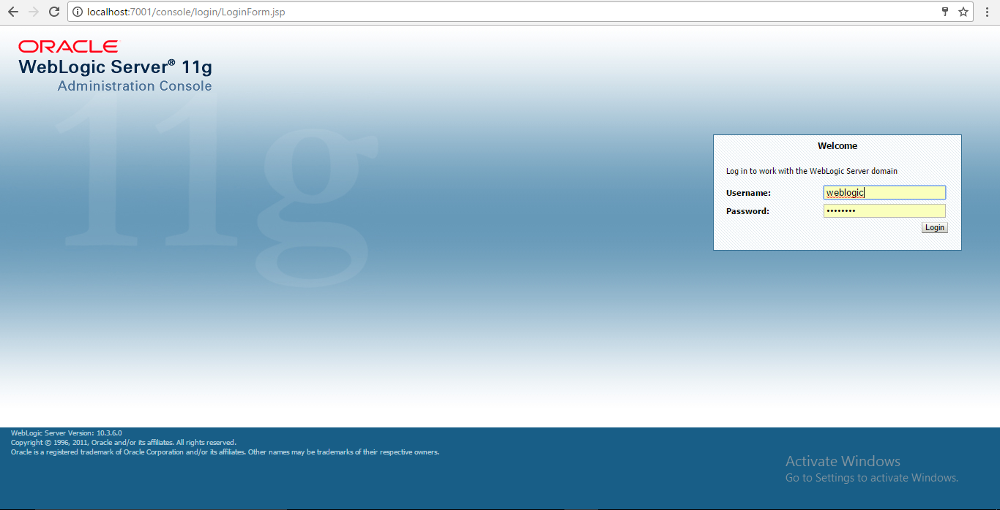 localhost:7001/console/login/LoginForm.jsp
ORACLE
WebLogic Server® 11g
Administration Console
11g
Welcome
Log in to work with the WebLogic Server domain
Username: weblogic
Password: ••••••••
Login
WebLogic Server Version: 10.3.6.0
Copyright © 1996, 2011, Oracle and/or its affiliates. All rights reserved.
Oracle is a registered trademark of Oracle Corporation and/or its affiliates. Other names may be trademarks of their respective owners.
Activate Windows
Go to Settings to activate Windows.